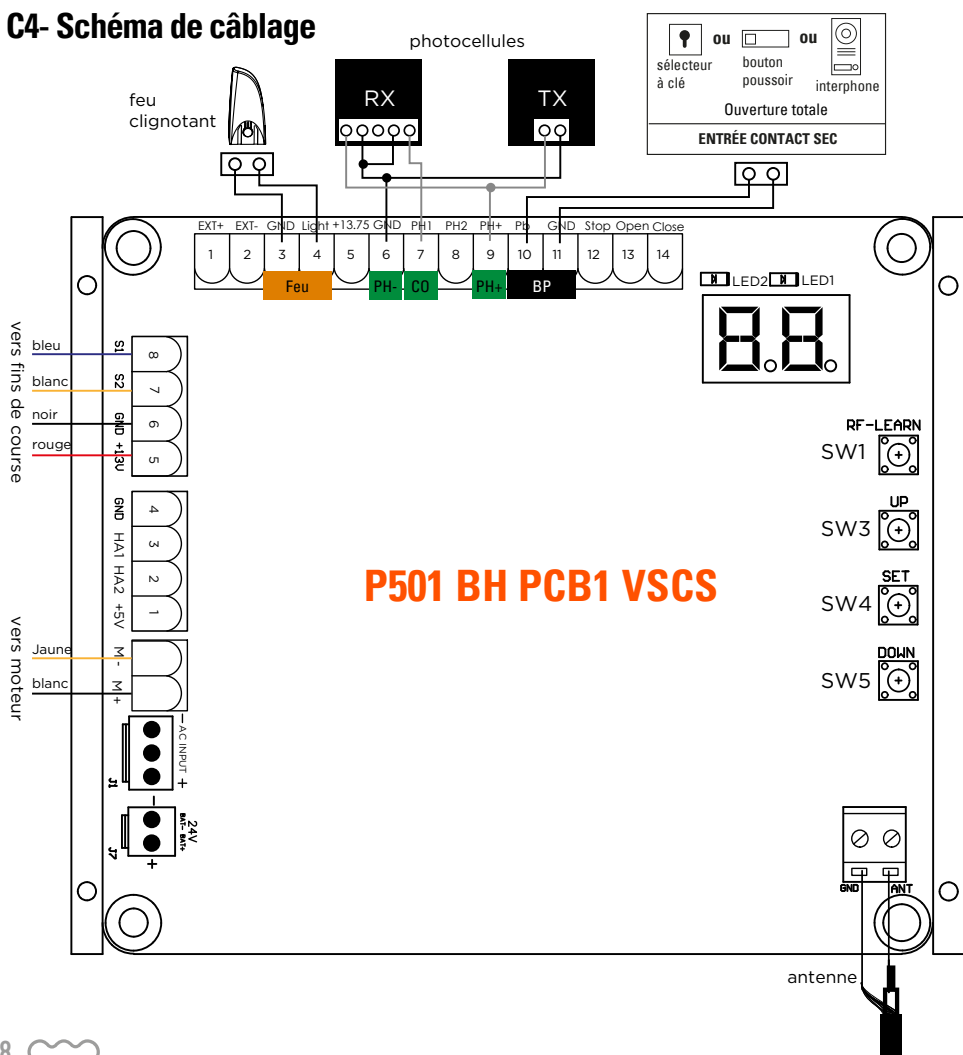 C4- Schéma de câblage
photocellules
ou
ou
sélecteur
à clé
bouton
poussoir
interphone
Ouverture totale
ENTRÉE CONTACT SEC
feu
clignotant
RX
TX
EXT+ EXT- GND Light +13.75 GND PH1 PH2 PH+ Pb GND Stop Open Close
1 2 3 4 5 6 7 8 9 10 11 12 13 14
Feu PH- CO PH+ BP
LED2 LED1
8.8.
vers fins de course
bleu S1 8
blanc S2 7
noir GND 6
rouge +13V 5
GND 4
HA1 3
HA2 2
+5V 1
vers moteur
Jaune M-
blanc M+
- AC INPUT +
J1
-
24V
BAT- BAT+
J7
+
P501 BH PCB1 VSCS
RF-LEARN
SW1
UP
SW3
SET
SW4
DOWN
SW5
GND ANT
antenne
8